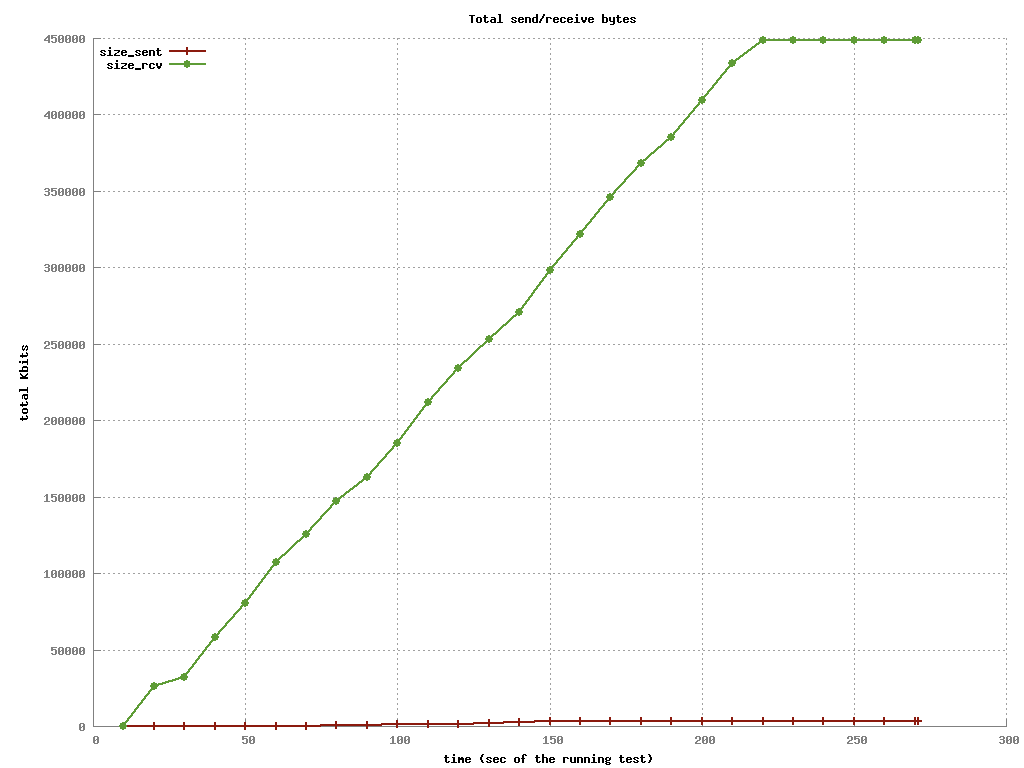 Total send/receive bytes
450000
size_sent
size_rcv
400000
350000
300000
250000
total Kbits
200000
150000
100000
50000
0
0 50 100 150 200 250 300
time (sec of the running test)